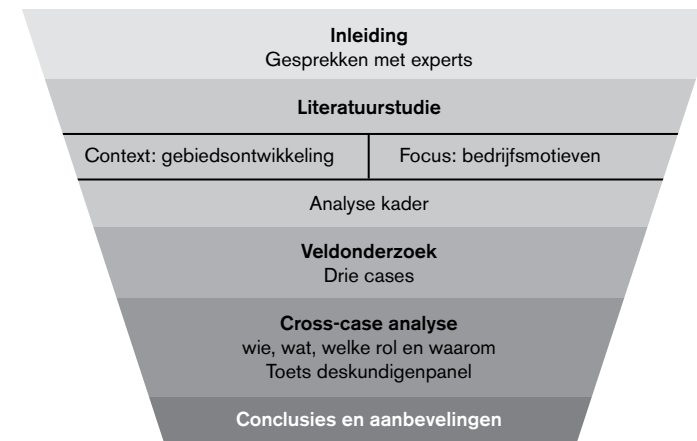 Inleiding
Gesprekken met experts
Literatuurstudie
Context: gebiedsontwikkeling
Focus: bedrijfsmotieven
Analyse kader
Veldonderzoek
Drie cases
Cross-case analyse
wie, wat, welke rol en waarom
Toets deskundigenpanel
Conclusies en aanbevelingen